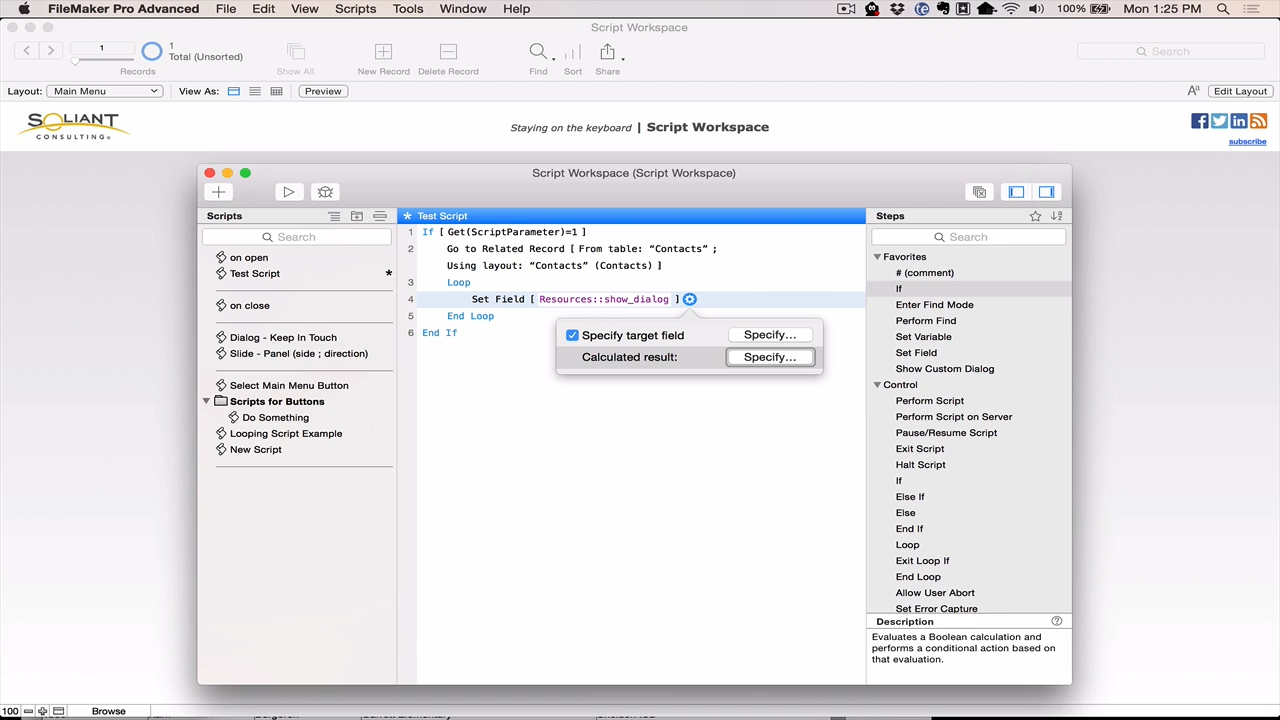 FileMaker Pro Advanced File Edit View Scripts Tools Window Help 100% Mon 1:25 PM
Script Workspace
1
1
Total (Unsorted)
Records
Show All
New Record
Delete Record
Find
Sort
Share
Search
Layout: Main Menu View As: Preview Aa Edit Layout
SOLIANT
CONSULTING
Staying on the keyboard | Script Workspace
subscribe
Script Workspace (Script Workspace)
Scripts
Search
on open
Test Script *
on close
Dialog - Keep In Touch
Slide - Panel (side ; direction)
Select Main Menu Button
Scripts for Buttons
Do Something
Looping Script Example
New Script
* Test Script
1 If [ Get(ScriptParameter)=1 ]
2 Go to Related Record [ From table: “Contacts” ;
Using layout: “Contacts” (Contacts) ]
3 Loop
4 Set Field [ Resources::show_dialog ]
5 End Loop
6 End If
Specify target field Specify...
Calculated result: Specify...
Steps
Search
Favorites
# (comment)
If
Enter Find Mode
Perform Find
Set Variable
Set Field
Show Custom Dialog
Control
Perform Script
Perform Script on Server
Pause/Resume Script
Exit Script
Halt Script
If
Else If
Else
End If
Loop
Exit Loop If
End Loop
Allow User Abort
Set Error Capture
Description
Evaluates a Boolean calculation and
performs a conditional action based on
that evaluation.
100 Browse